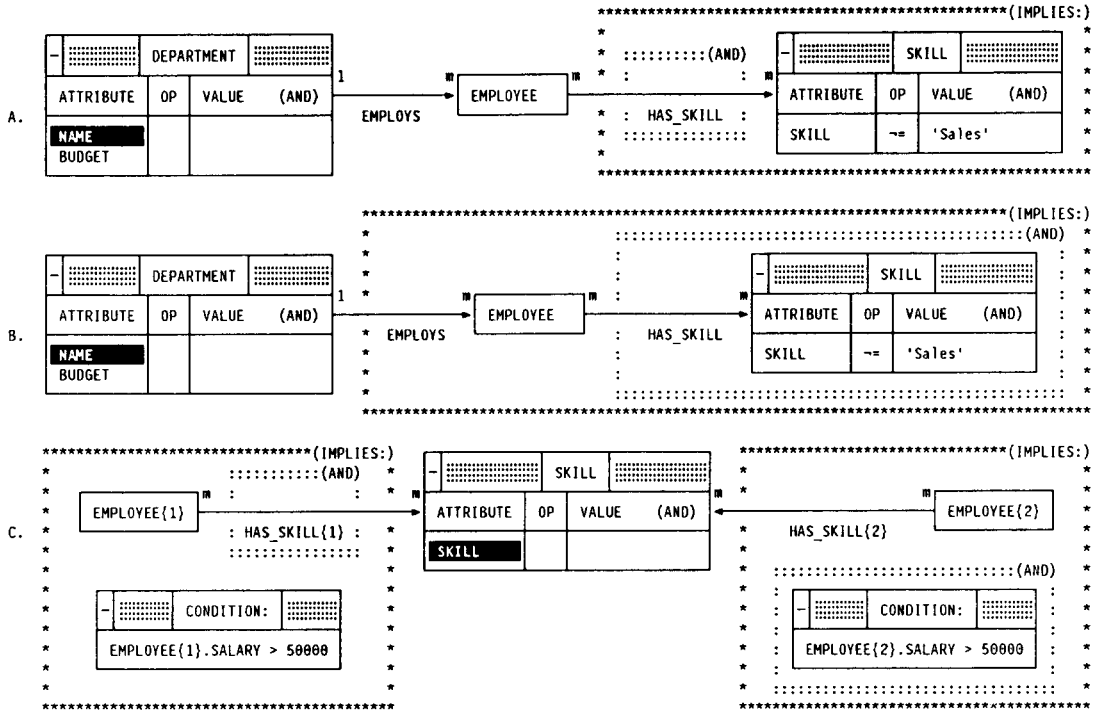 (IMPLIES:)
(AND)
DEPARTMENT
SKILL
ATTRIBUTE OP VALUE (AND)
1
m
EMPLOYEE
m
m
ATTRIBUTE OP VALUE (AND)
A.
EMPLOYS
HAS_SKILL
NAME
BUDGET
SKILL ¬= 'Sales'
(IMPLIES:)
(AND)
DEPARTMENT
SKILL
ATTRIBUTE OP VALUE (AND)
1
m
EMPLOYEE
m
m
ATTRIBUTE OP VALUE (AND)
B.
EMPLOYS
HAS_SKILL
NAME
BUDGET
SKILL ¬= 'Sales'
(IMPLIES:)
(IMPLIES:)
(AND)
SKILL
EMPLOYEE{1}
m
m
ATTRIBUTE OP VALUE (AND)
m
m
EMPLOYEE{2}
C.
HAS_SKILL{1}
HAS_SKILL{2}
SKILL
(AND)
CONDITION:
CONDITION:
EMPLOYEE{1}.SALARY > 50000
EMPLOYEE{2}.SALARY > 50000